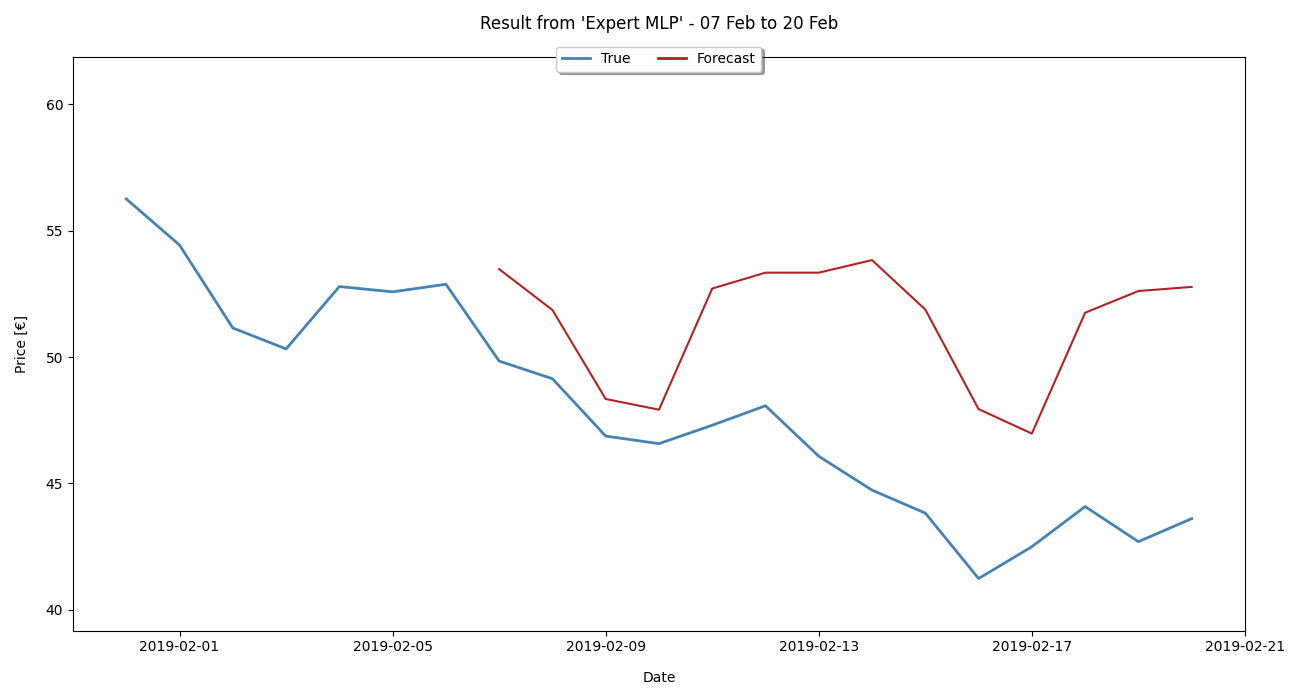 Result from 'Expert MLP' - 07 Feb to 20 Feb
True Forecast
60
55
50
45
40
Price [€]
2019-02-01 2019-02-05 2019-02-09 2019-02-13 2019-02-17 2019-02-21
Date